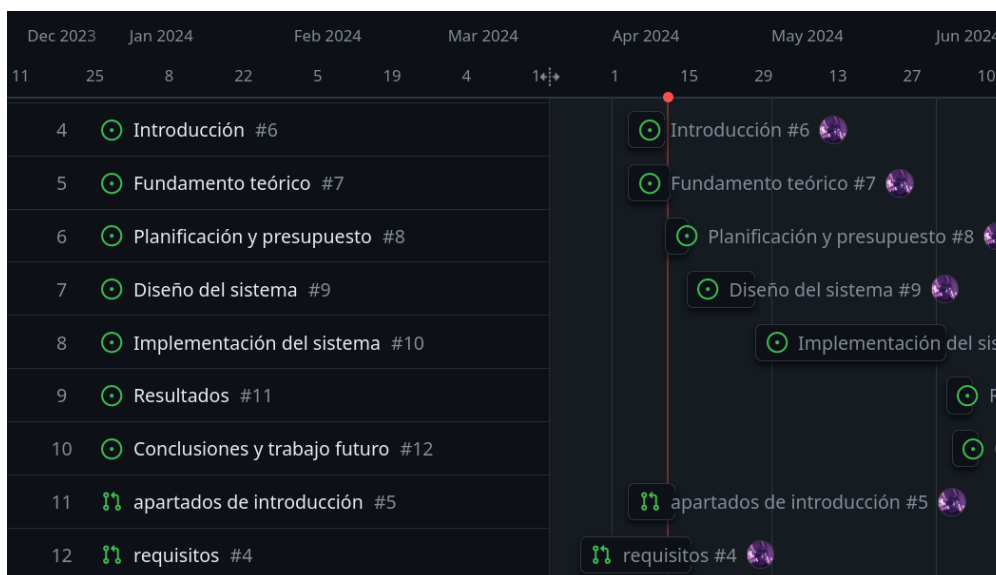 Dec 2023 Jan 2024 Feb 2024 Mar 2024 Apr 2024 May 2024 Jun 2024
11 25 8 22 5 19 4 1 15 29 13 27 10
4 Introducción #6 Introducción #6
5 Fundamento teórico #7 Fundamento teórico #7
6 Planificación y presupuesto #8 Planificación y presupuesto #8
7 Diseño del sistema #9 Diseño del sistema #9
8 Implementación del sistema #10 Implementación del sis
9 Resultados #11 R
10 Conclusiones y trabajo futuro #12
11 apartados de introducción #5 apartados de introducción #5
12 requisitos #4 requisitos #4